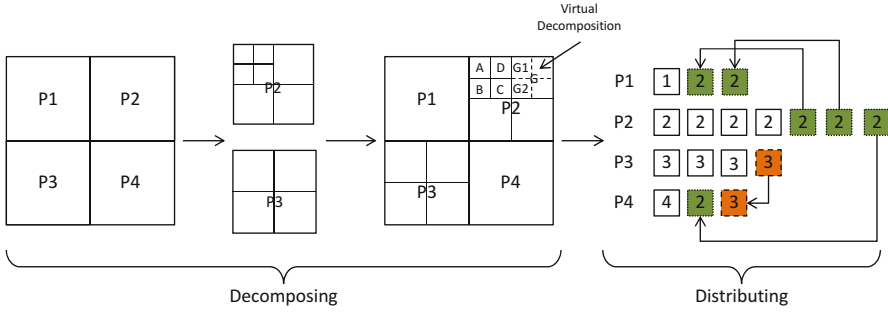 Virtual
Decomposition
P1 P2
P3 P4
P2
P3
P1
A D G1
G
B C G2
P2
P3
P4
P1 1 2 2
P2 2 2 2 2 2 2 2
P3 3 3 3 3
P4 4 2 3
Decomposing
Distributing